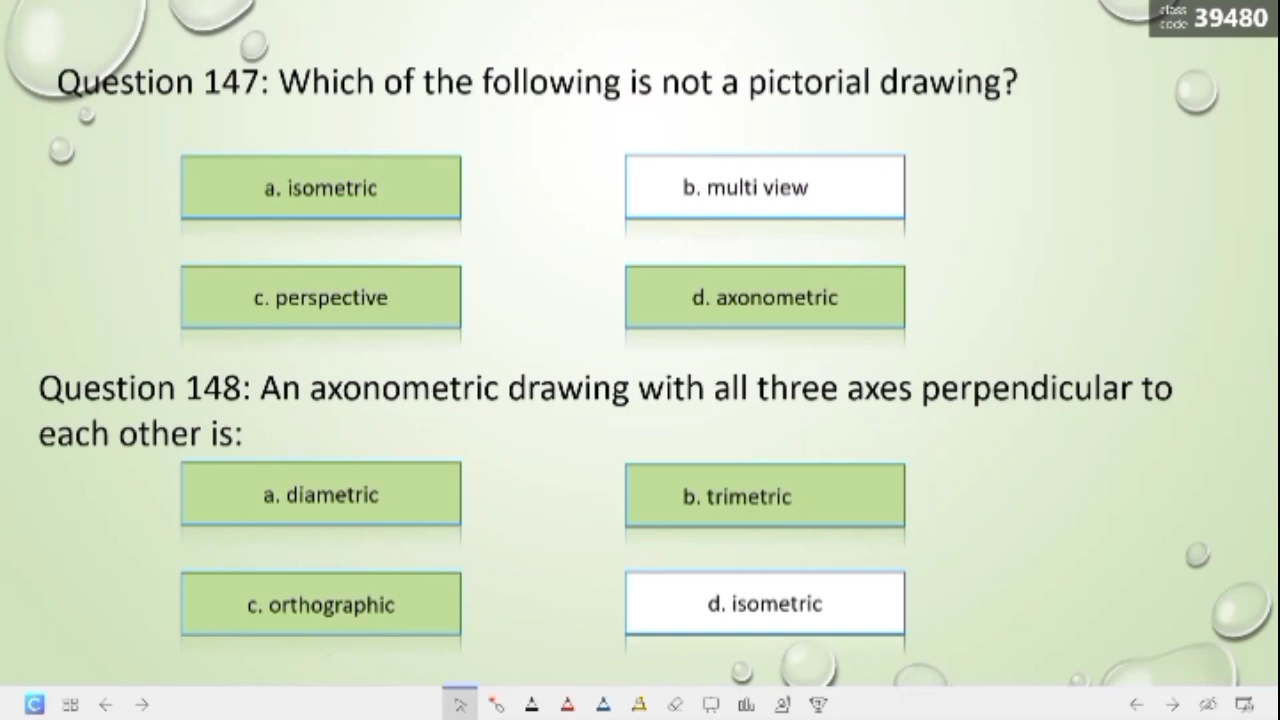 class code 39480
Question 147: Which of the following is not a pictorial drawing?
a. isometric
b. multi view
c. perspective
d. axonometric
Question 148: An axonometric drawing with all three axes perpendicular to
each other is:
a. diametric
b. trimetric
c. orthographic
d. isometric